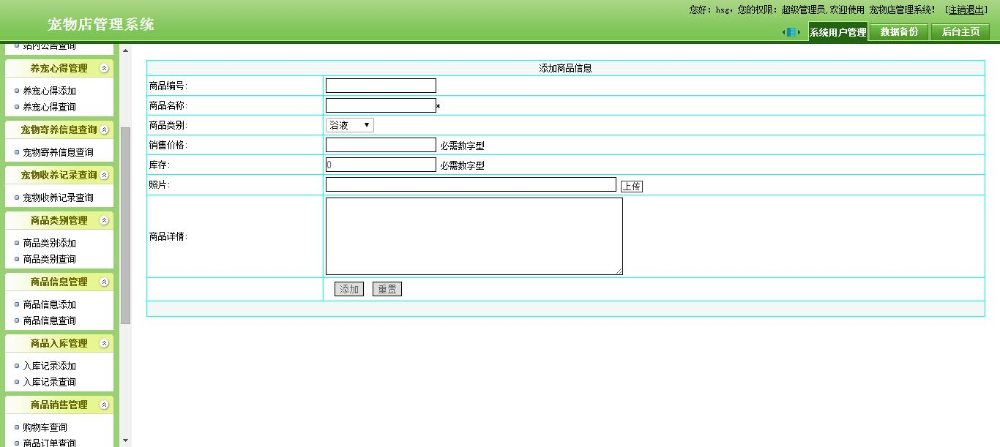 您好：hsg，您的权限：超级管理员,欢迎使用 宠物店管理系统！ [注销退出]
宠物店管理系统
系统用户管理 数据备份 后台主页
站内公告查询
养宠心得管理
养宠心得添加
养宠心得查询
宠物寄养信息查询
宠物寄养信息查询
宠物收养记录查询
宠物收养记录查询
商品类别管理
商品类别添加
商品类别查询
商品信息管理
商品信息添加
商品信息查询
商品入库管理
入库记录添加
入库记录查询
商品销售管理
购物车查询
商品订单查询
添加商品信息
商品编号：
商品名称： *
商品类别： 浴液
销售价格： 必需数字型
库存： 0 必需数字型
照片： 上传
商品详情：
添加 重置